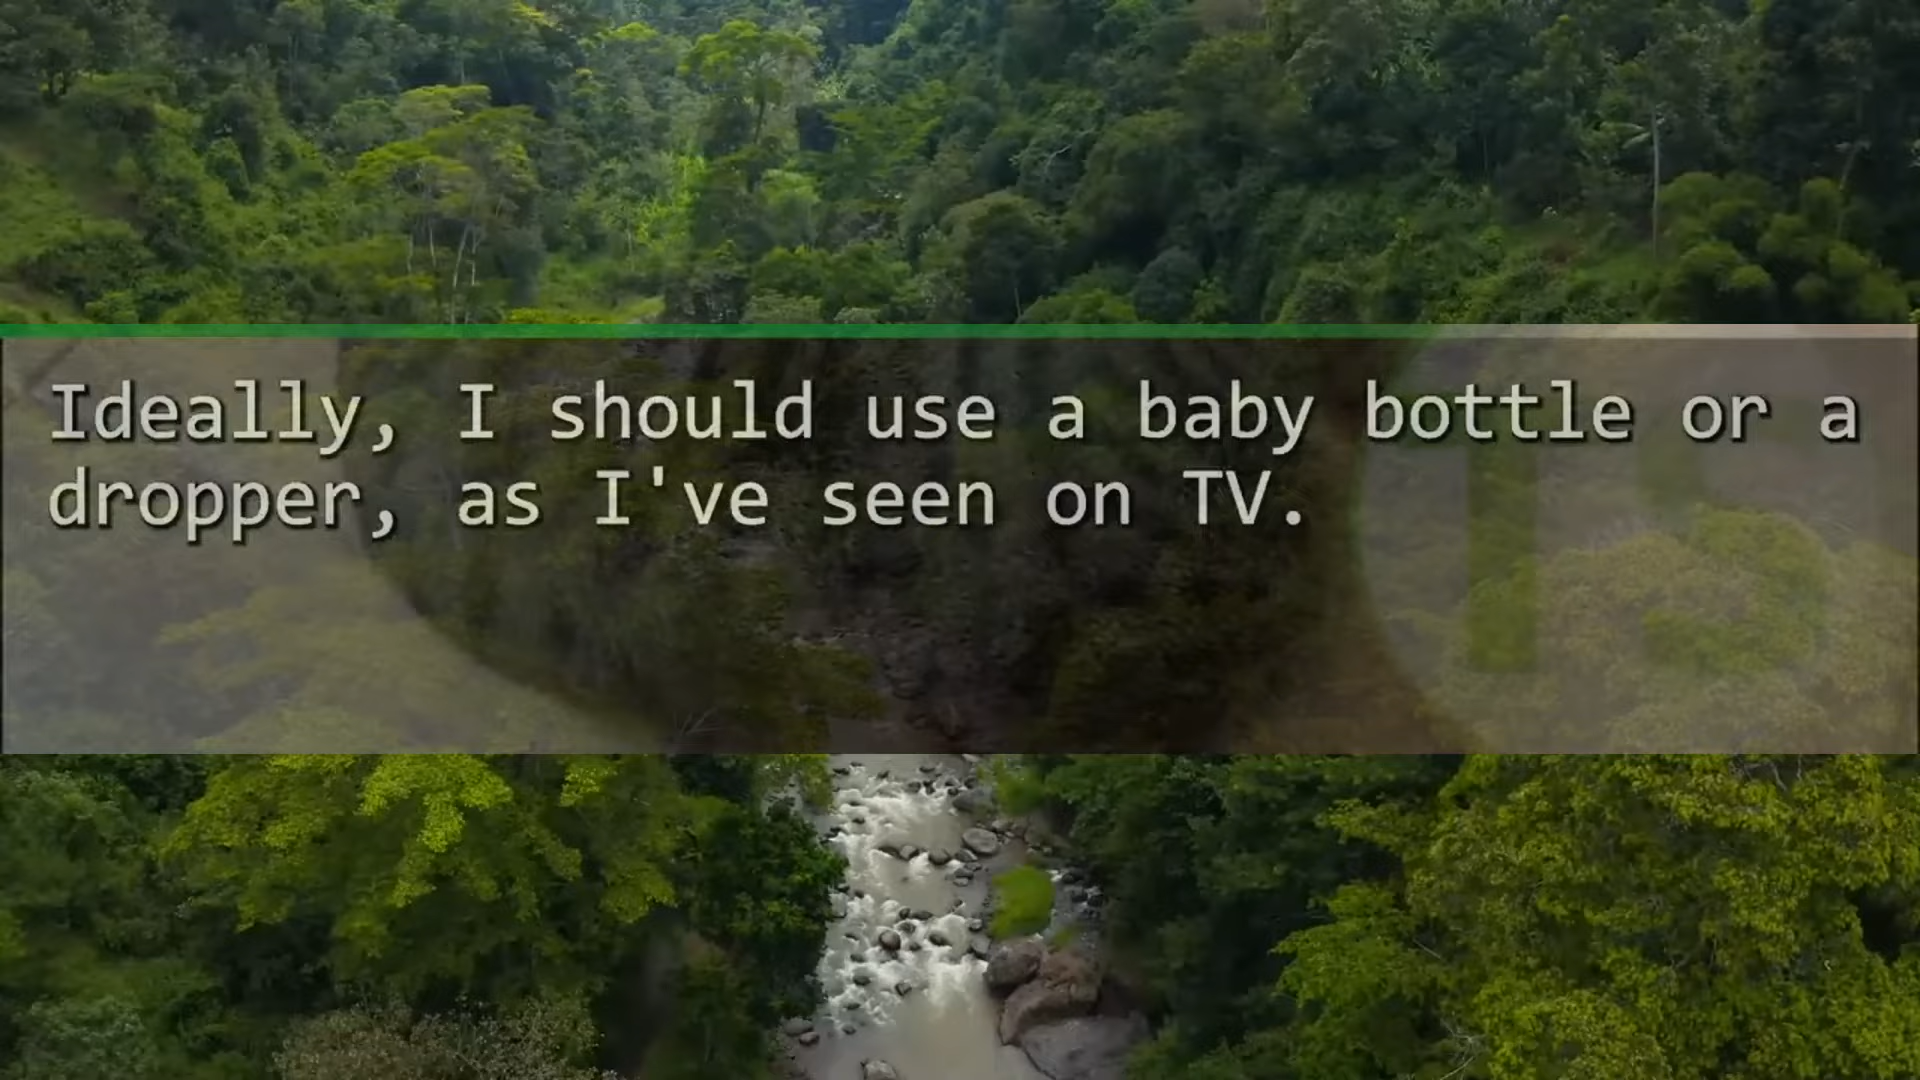 Ideally, I should use a baby bottle or a
dropper, as I've seen on TV.